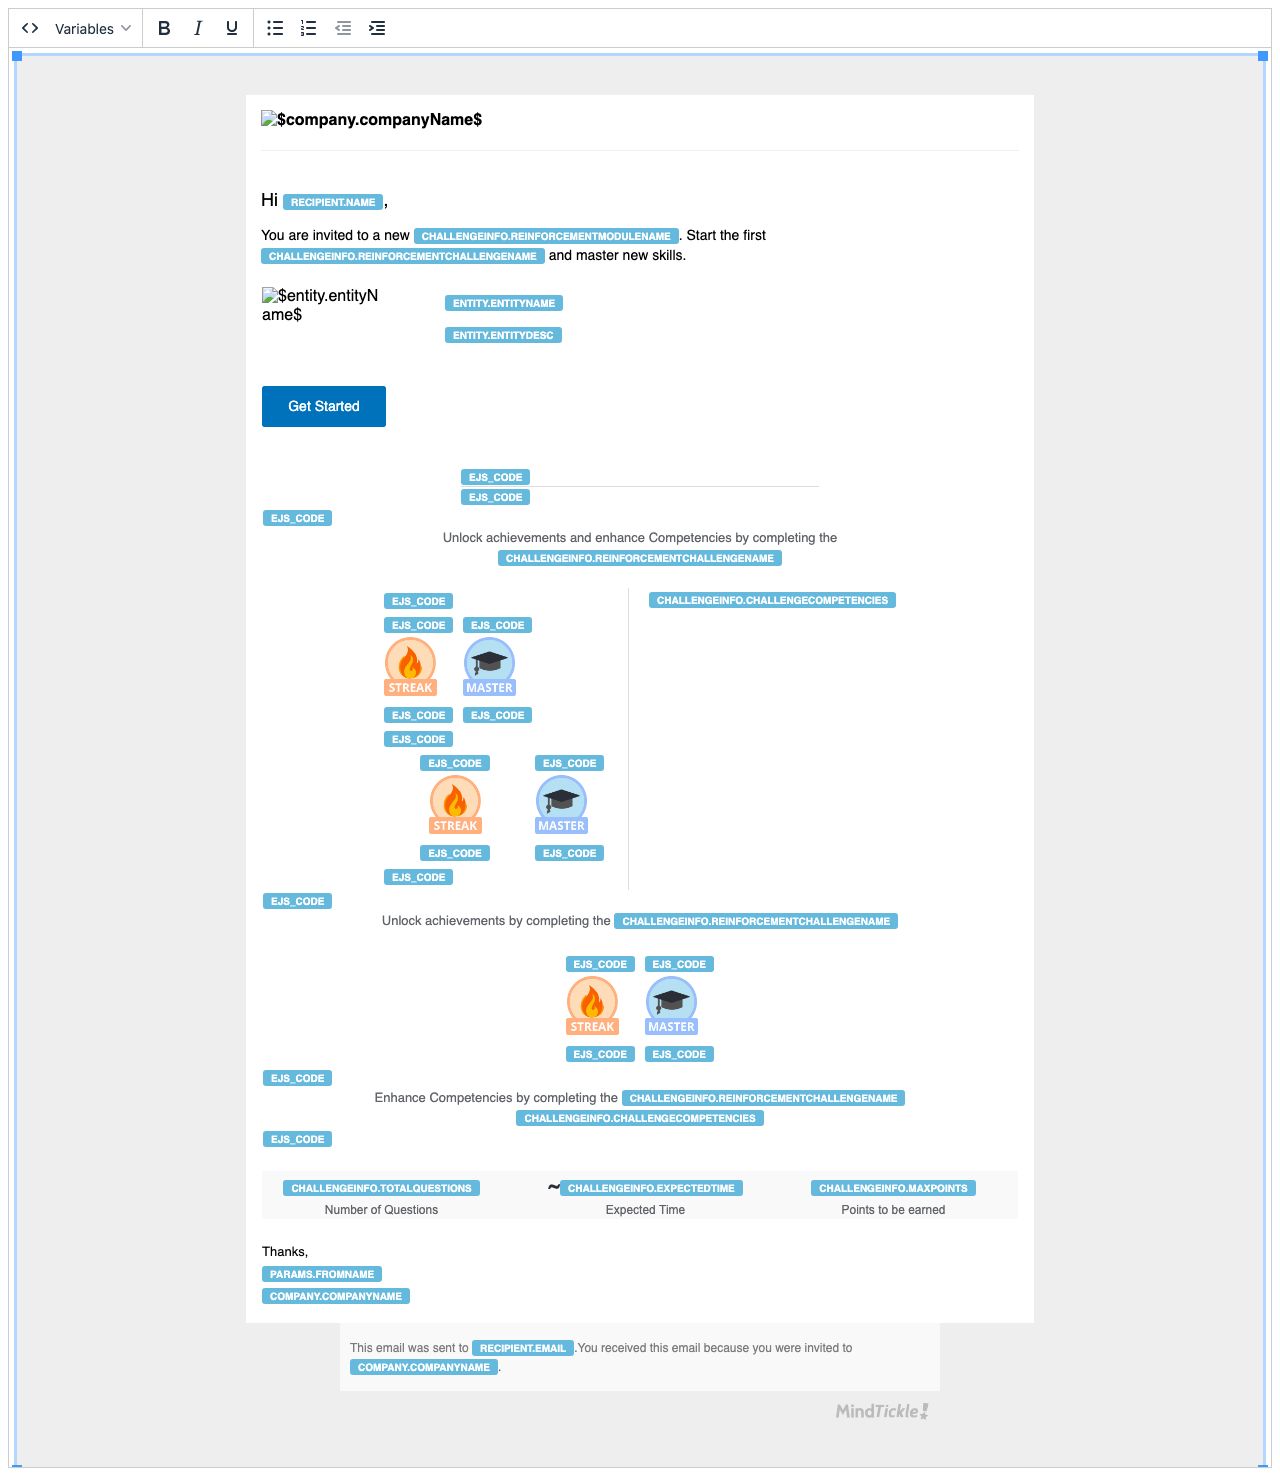 Variables B I U
$company.companyName$
Hi RECIPIENT.NAME,
You are invited to a new CHALLENGEINFO.REINFORCEMENTMODULENAME. Start the first
CHALLENGEINFO.REINFORCEMENTCHALLENGENAME and master new skills.
$entity.entityN
ame$
ENTITY.ENTITYNAME
ENTITY.ENTITYDESC
Get Started
EJS_CODE
EJS_CODE
EJS_CODE
Unlock achievements and enhance Competencies by completing the
CHALLENGEINFO.REINFORCEMENTCHALLENGENAME
EJS_CODE CHALLENGEINFO.CHALLENGECOMPETENCIES
EJS_CODE EJS_CODE
STREAK MASTER
EJS_CODE EJS_CODE
EJS_CODE
EJS_CODE EJS_CODE
STREAK MASTER
EJS_CODE EJS_CODE
EJS_CODE
EJS_CODE
Unlock achievements by completing the CHALLENGEINFO.REINFORCEMENTCHALLENGENAME
EJS_CODE EJS_CODE
STREAK MASTER
EJS_CODE EJS_CODE
EJS_CODE
Enhance Competencies by completing the CHALLENGEINFO.REINFORCEMENTCHALLENGENAME
CHALLENGEINFO.CHALLENGECOMPETENCIES
EJS_CODE
CHALLENGEINFO.TOTALQUESTIONS ~CHALLENGEINFO.EXPECTEDTIME CHALLENGEINFO.MAXPOINTS
Number of Questions Expected Time Points to be earned
Thanks,
PARAMS.FROMNAME
COMPANY.COMPANYNAME
This email was sent to RECIPIENT.EMAIL.You received this email because you were invited to
COMPANY.COMPANYNAME.
MindTickle!